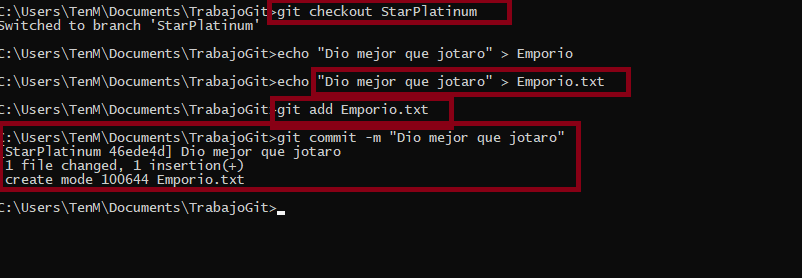 C:\Users\TenM\Documents\TrabajoGit>git checkout StarPlatinum
Switched to branch 'StarPlatinum'
C:\Users\TenM\Documents\TrabajoGit>echo "Dio mejor que jotaro" > Emporio
C:\Users\TenM\Documents\TrabajoGit>echo "Dio mejor que jotaro" > Emporio.txt
C:\Users\TenM\Documents\TrabajoGit>git add Emporio.txt
C:\Users\TenM\Documents\TrabajoGit>git commit -m "Dio mejor que jotaro"
[StarPlatinum 46ede4d] Dio mejor que jotaro
1 file changed, 1 insertion(+)
create mode 100644 Emporio.txt
C:\Users\TenM\Documents\TrabajoGit>